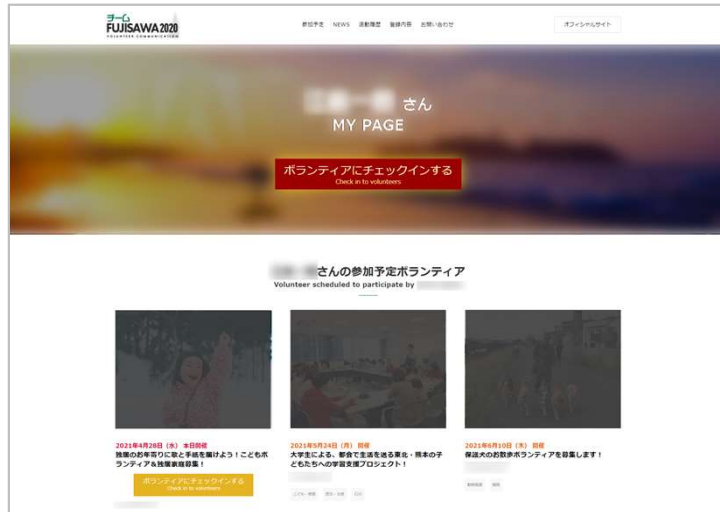 チーム
FUJISAWA 2020
VOLUNTEER COMMUNICATION
参加予定 NEWS 活動履歴 登録内容 お問い合わせ
オフィシャルサイト
さん
MY PAGE
ボランティアにチェックインする
Check in to volunteers
さんの参加予定ボランティア
Volunteer scheduled to participate by
2021年4月28日（水） 本日開催
独居のお年寄りに歌と手紙を届けよう！こどもボ
ランティア＆独居家庭募集！
ボランティアにチェックインする
Check in to volunteers
2021年5月24日（月） 開催
大学生による、都会で生活を送る東北・熊本の子
どもたちへの学習支援プロジェクト！
2021年6月10日（木） 開催
保護犬のお散歩ボランティアを募集します！